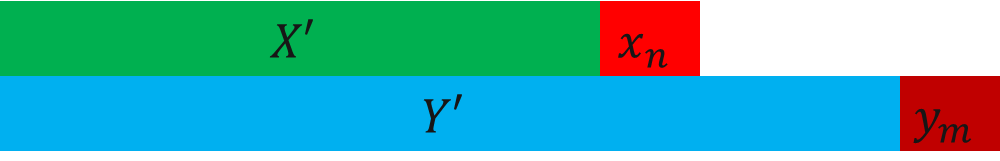 X′ xₙ
Y′ yₘ